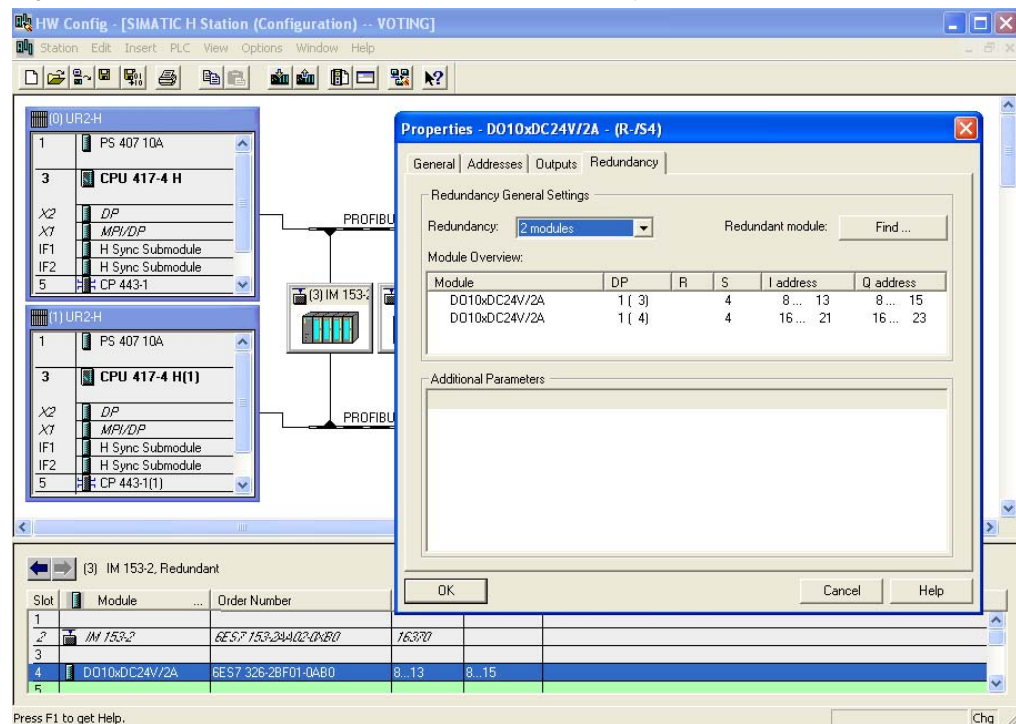 HW Config - [SIMATIC H Station (Configuration) -- VOTING]
Station Edit Insert PLC View Options Window Help
(0) UR2-H
1 PS 407 10A
3 CPU 417-4 H
X2 DP
X1 MPI/DP
IF1 H Sync Submodule
IF2 H Sync Submodule
5 CP 443-1
(1) UR2-H
1 PS 407 10A
3 CPU 417-4 H(1)
X2 DP
X1 MPI/DP
IF1 H Sync Submodule
IF2 H Sync Submodule
5 CP 443-1(1)
PROFIBU
(3) IM 153-2
PROFIBU
Properties - DO10xDC24V/2A - (R-/S4)
General Addresses Outputs Redundancy
Redundancy General Settings
Redundancy: 2 modules Redundant module: Find ...
Module Overview:
Module DP R S I address Q address
DO10xDC24V/2A 1 ( 3) 4 8 ... 13 8 ... 15
DO10xDC24V/2A 1 ( 4) 4 16 ... 21 16 ... 23
Additional Parameters
OK Cancel Help
(3) IM 153-2, Redundant
Slot Module ... Order Number
1
2 IM 153-2 6ES7 153-2AA02-0XB0 16370
3
4 DO10xDC24V/2A 6ES7 326-2BF01-0AB0 8...13 8...15
5
Press F1 to get Help. Chg